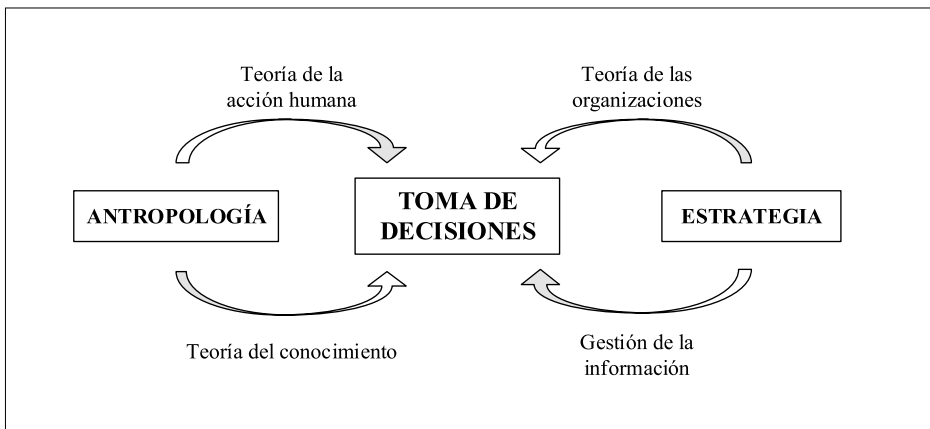 Teoría de la
acción humana
Teoría de las
organizaciones
ANTROPOLOGÍA
TOMA DE
DECISIONES
ESTRATEGIA
Teoría del conocimiento
Gestión de la
información